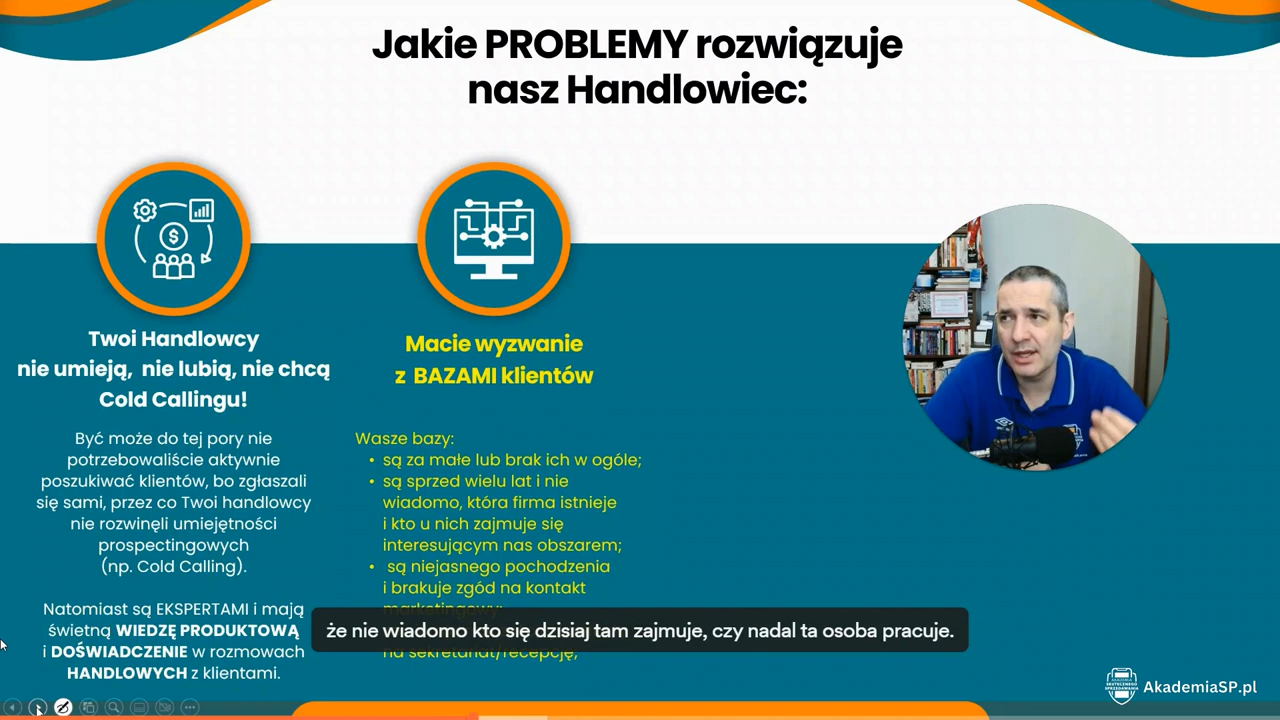 Jakie PROBLEMY rozwiązuje
nasz Handlowiec:
Twoi Handlowcy
nie umieją, nie lubią, nie chcą
Cold Callingu!
Być może do tej pory nie
potrzebowaliście aktywnie
poszukiwać klientów, bo zgłaszali
się sami, przez co Twoi handlowcy
nie rozwinęli umiejętności
prospectingowych
(np. Cold Calling).
Natomiast są EKSPERTAMI i mają
świetną WIEDZĘ PRODUKTOWĄ
i DOŚWIADCZENIE w rozmowach
HANDLOWYCH z klientami.
Macie wyzwanie
z BAZAMI klientów
Wasze bazy:
• są za małe lub brak ich w ogóle;
• są sprzed wielu lat i nie
wiadomo, która firma istnieje
i kto u nich zajmuje się
interesującym nas obszarem;
• są niejasnego pochodzenia
i brakuje zgód na kontakt
marketingowy;
na sekretariat/recepcję;
że nie wiadomo kto się dzisiaj tam zajmuje, czy nadal ta osoba pracuje.
AkademiaSP.pl